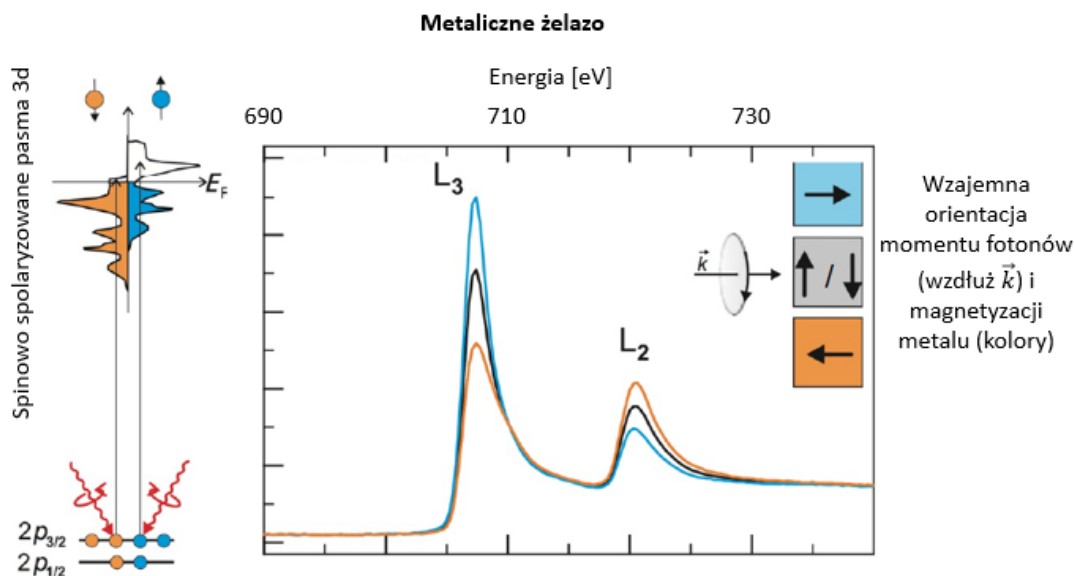 Metaliczne żelazo
Energia [eV]
690 710 730
Spinowo spolaryzowane pasma 3d
E_F
L₃
L₂
k⃗
/
Wzajemna
orientacja
momentu fotonów
(wzdłuż k⃗) i
magnetyzacji
metalu (kolory)
2p₃/₂
2p₁/₂